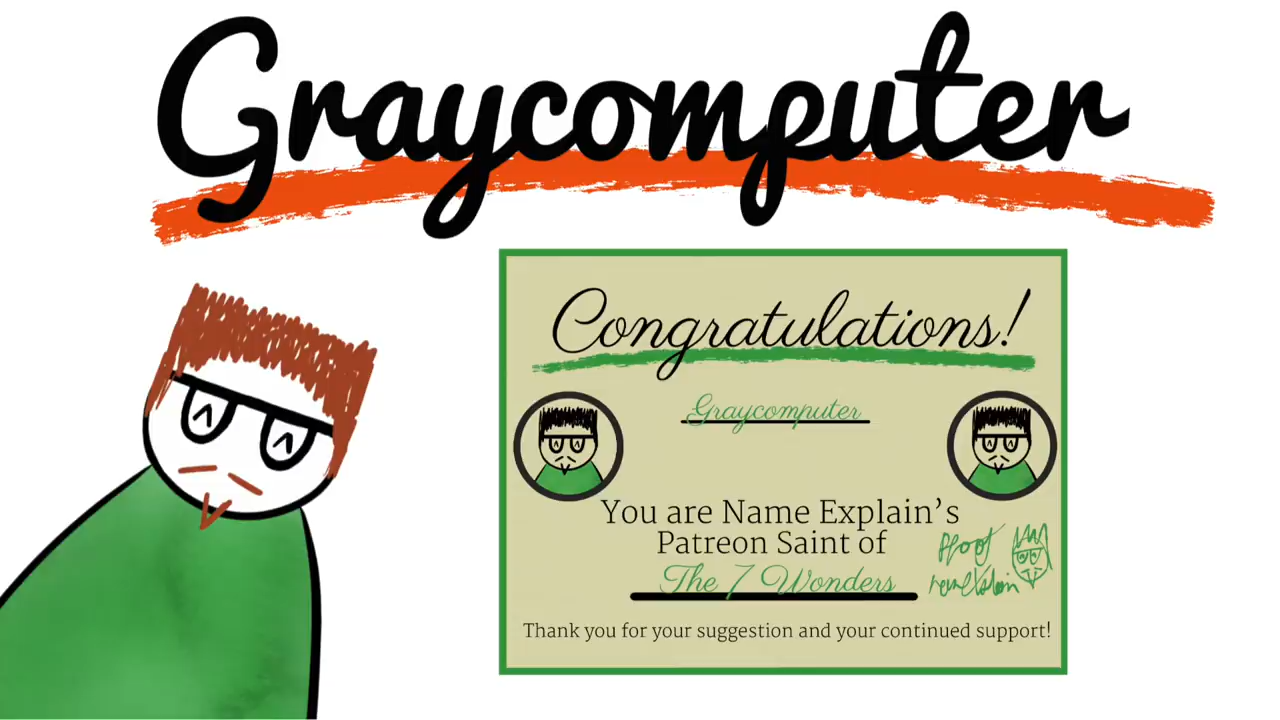 Graycomputer
Congratulations!
Graycomputer
You are Name Explain's
Patreon Saint of
The 7 Wonders
Thank you for your suggestion and your continued support!